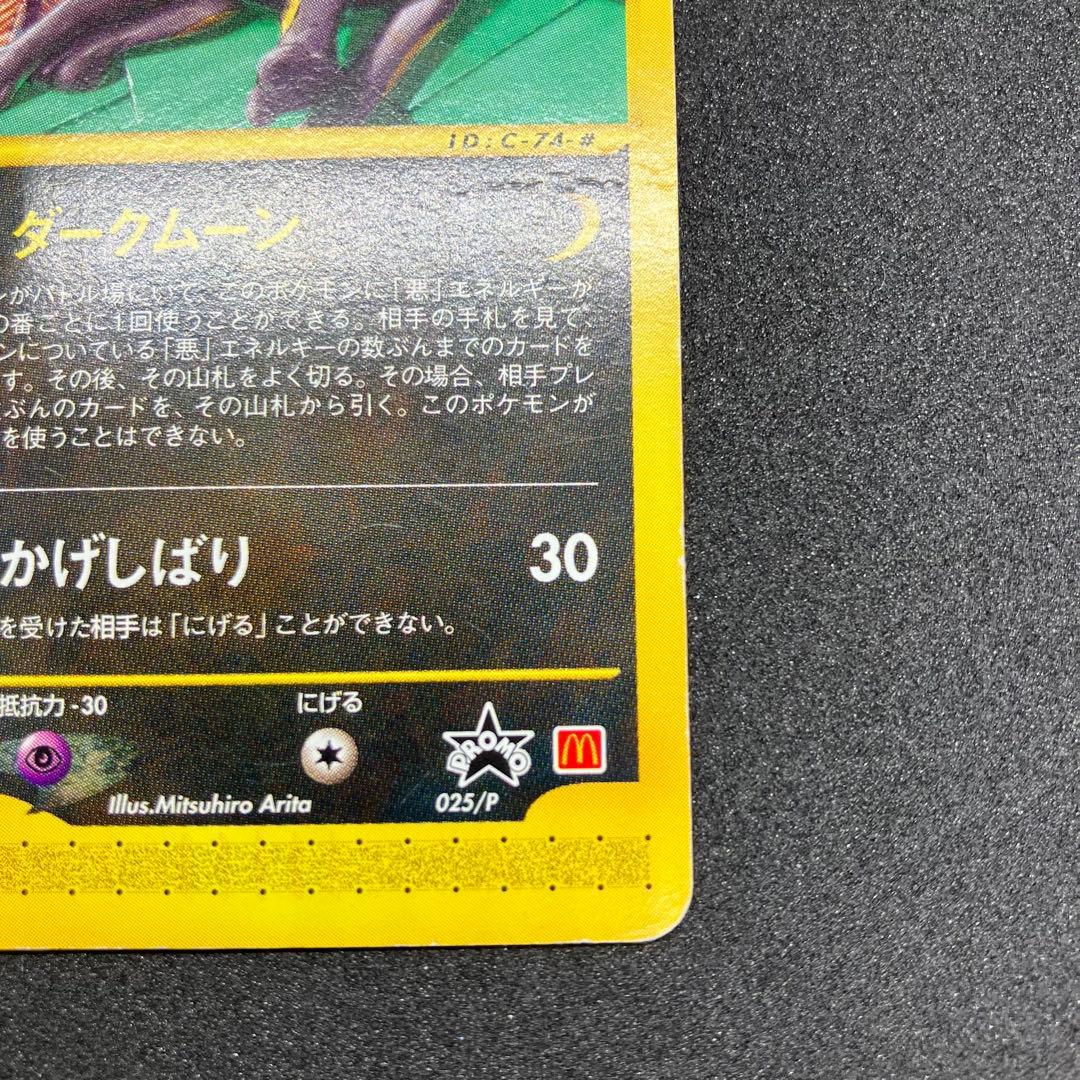 ID:C-74-#
ダークムーン
がバトル場にいて、このポケモンに「悪」エネルギーが
の番ごとに1回使うことができる。相手の手札を見て、
ンについている「悪」エネルギーの数ぶんまでのカードを
す。その後、その山札をよく切る。その場合、相手プレ
ぶんのカードを、その山札から引く。このポケモンが
を使うことはできない。
かげしばり 30
を受けた相手は「にげる」ことができない。
抵抗力 -30 にげる
PROMO
Illus.Mitsuhiro Arita 025/P